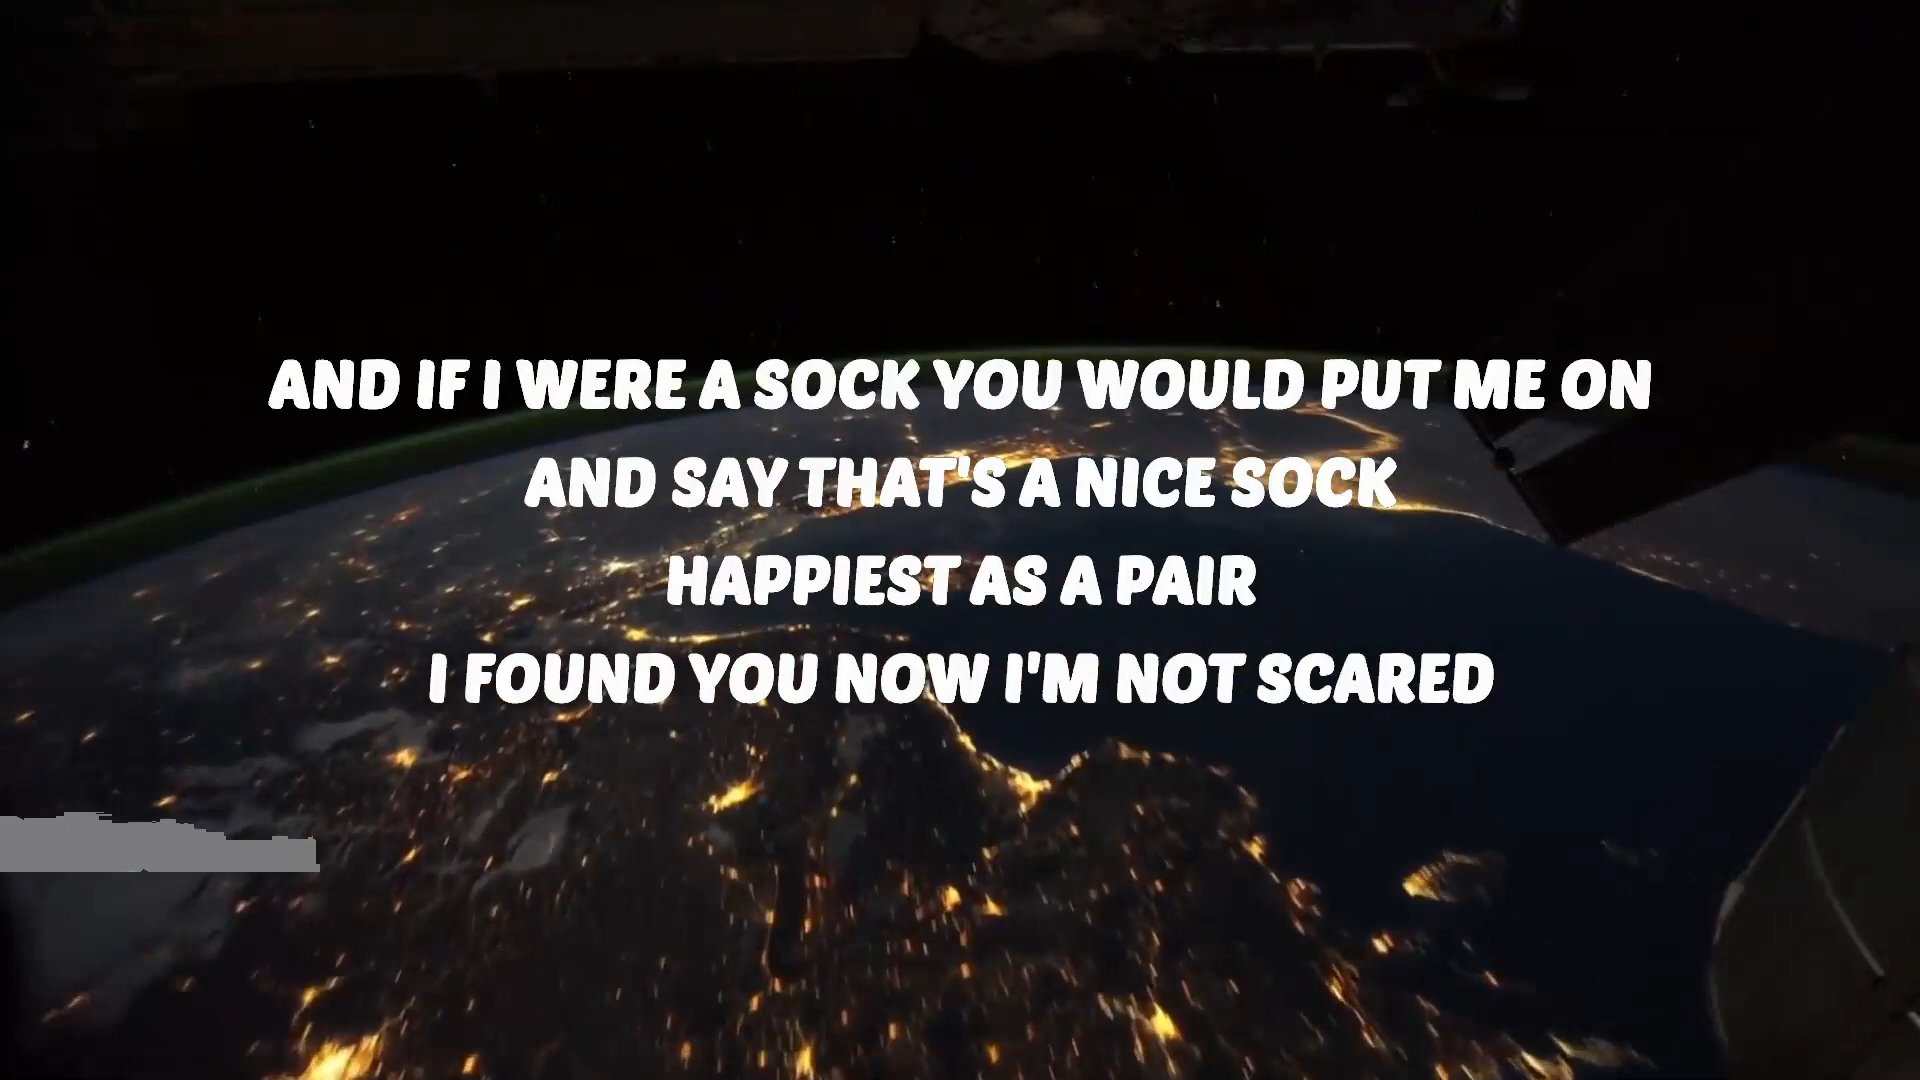 AND IF I WERE A SOCK YOU WOULD PUT ME ON
AND SAY THAT'S A NICE SOCK
HAPPIEST AS A PAIR
I FOUND YOU NOW I'M NOT SCARED